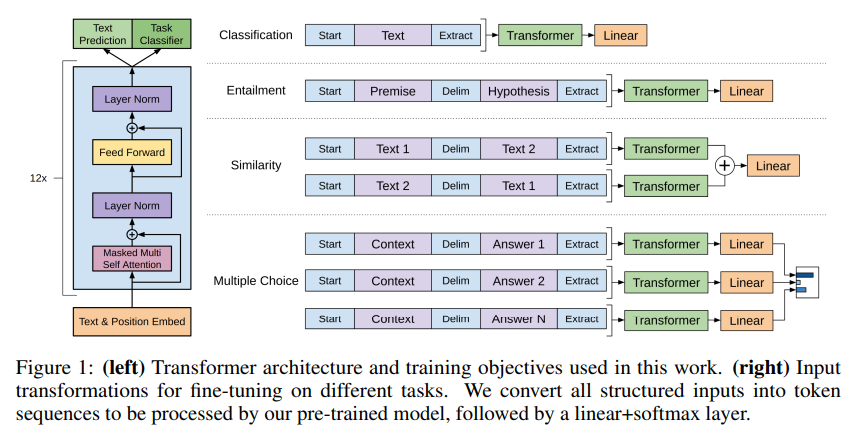 Text Prediction
Task Classifier
12x
Layer Norm
Feed Forward
Layer Norm
Masked Multi
Self Attention
Text & Position Embed
Classification
Start Text Extract Transformer Linear
Entailment
Start Premise Delim Hypothesis Extract Transformer Linear
Similarity
Start Text 1 Delim Text 2 Extract Transformer
Linear
Start Text 2 Delim Text 1 Extract Transformer
Multiple Choice
Start Context Delim Answer 1 Extract Transformer Linear
Start Context Delim Answer 2 Extract Transformer Linear
Start Context Delim Answer N Extract Transformer Linear
Figure 1: (left) Transformer architecture and training objectives used in this work. (right) Input
transformations for fine-tuning on different tasks. We convert all structured inputs into token
sequences to be processed by our pre-trained model, followed by a linear+softmax layer.